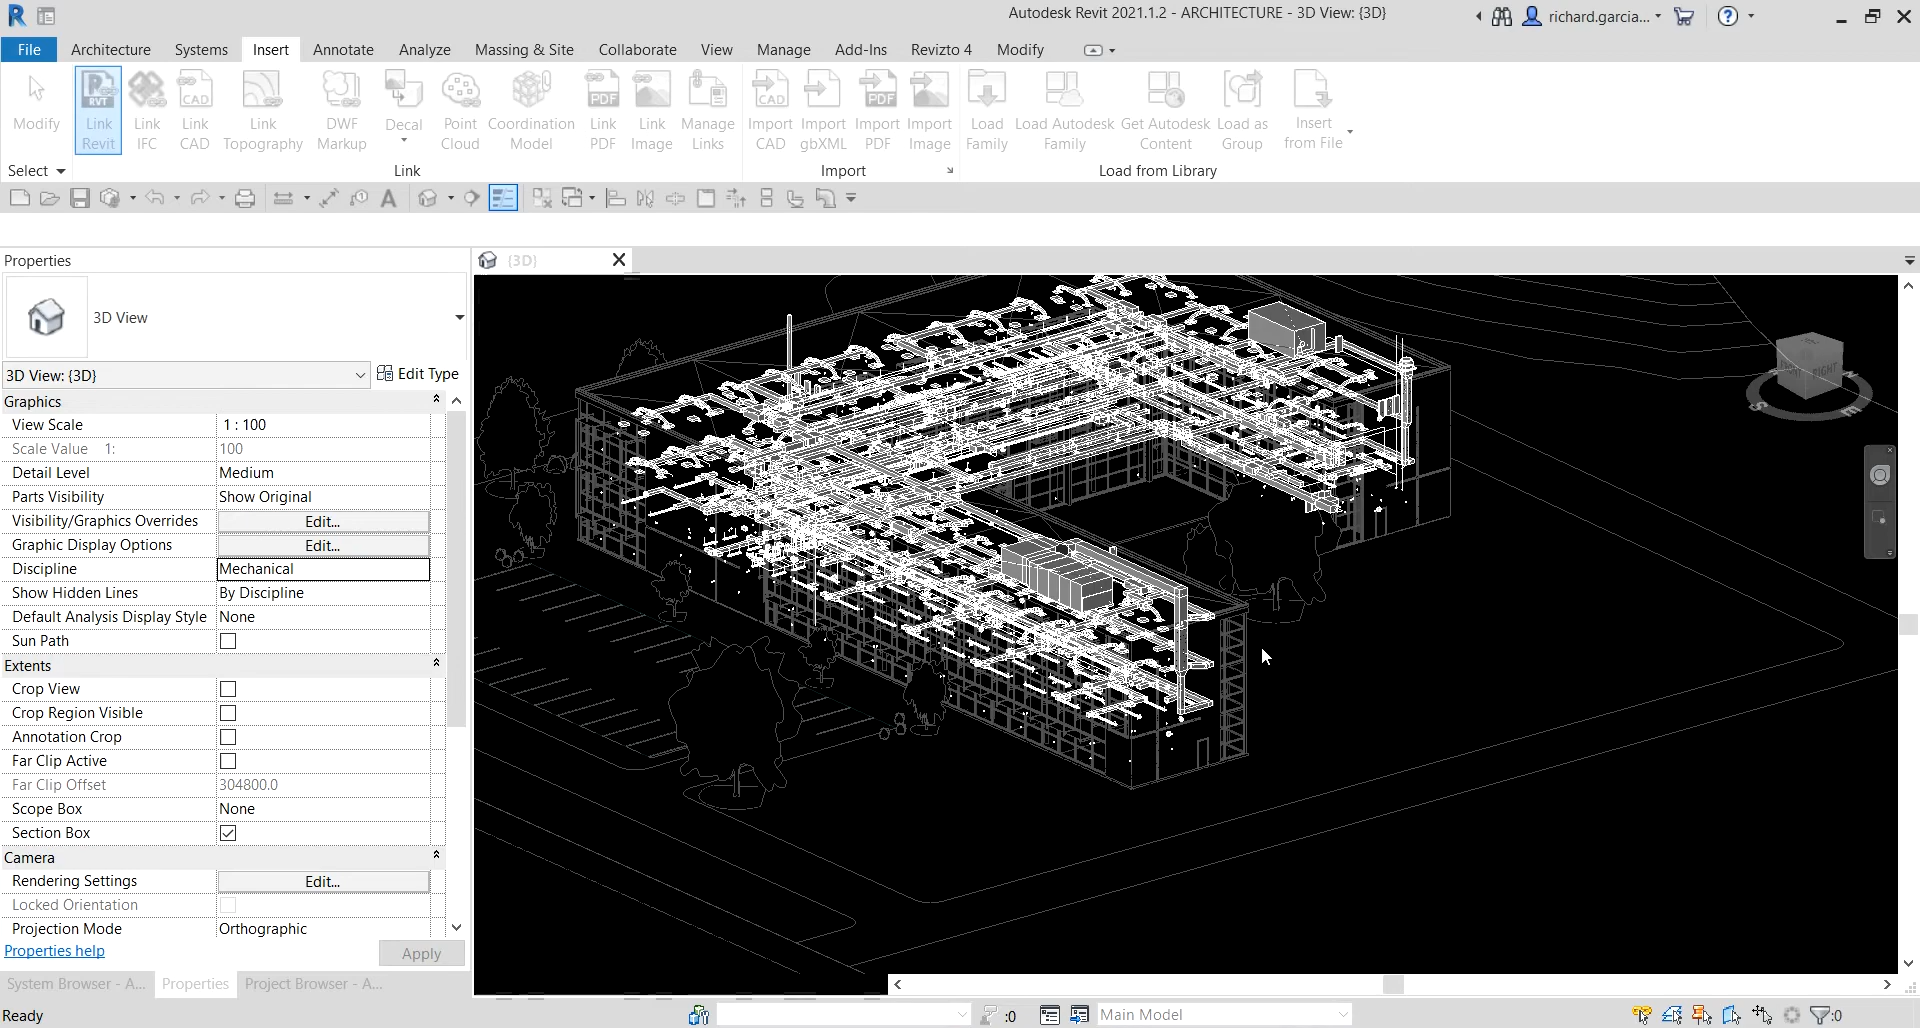 Autodesk Revit 2021.1.2 - ARCHITECTURE - 3D View: {3D}
richard.garcia...
File Architecture Systems Insert Annotate Analyze Massing & Site Collaborate View Manage Add-Ins Revizto 4 Modify
Modify
Link Revit
Link IFC
Link CAD
Link Topography
DWF Markup
Decal
Point Cloud
Coordination Model
Link PDF
Link Image
Manage Links
Import CAD
Import gbXML
Import PDF
Import Image
Load Family
Load Autodesk Family
Get Autodesk Content
Load as Group
Insert from File
Select
Link
Import
Load from Library
Properties
{3D}
3D View
3D View: {3D}
Edit Type
Graphics
View Scale 1 : 100
Scale Value 1: 100
Detail Level Medium
Parts Visibility Show Original
Visibility/Graphics Overrides Edit...
Graphic Display Options Edit...
Discipline Mechanical
Show Hidden Lines By Discipline
Default Analysis Display Style None
Sun Path
Extents
Crop View
Crop Region Visible
Annotation Crop
Far Clip Active
Far Clip Offset 304800.0
Scope Box None
Section Box
Camera
Rendering Settings Edit...
Locked Orientation
Projection Mode Orthographic
Properties help
Apply
System Browser - A...
Properties
Project Browser - A...
RIGHT
S
E
Ready
:0
Main Model
:0